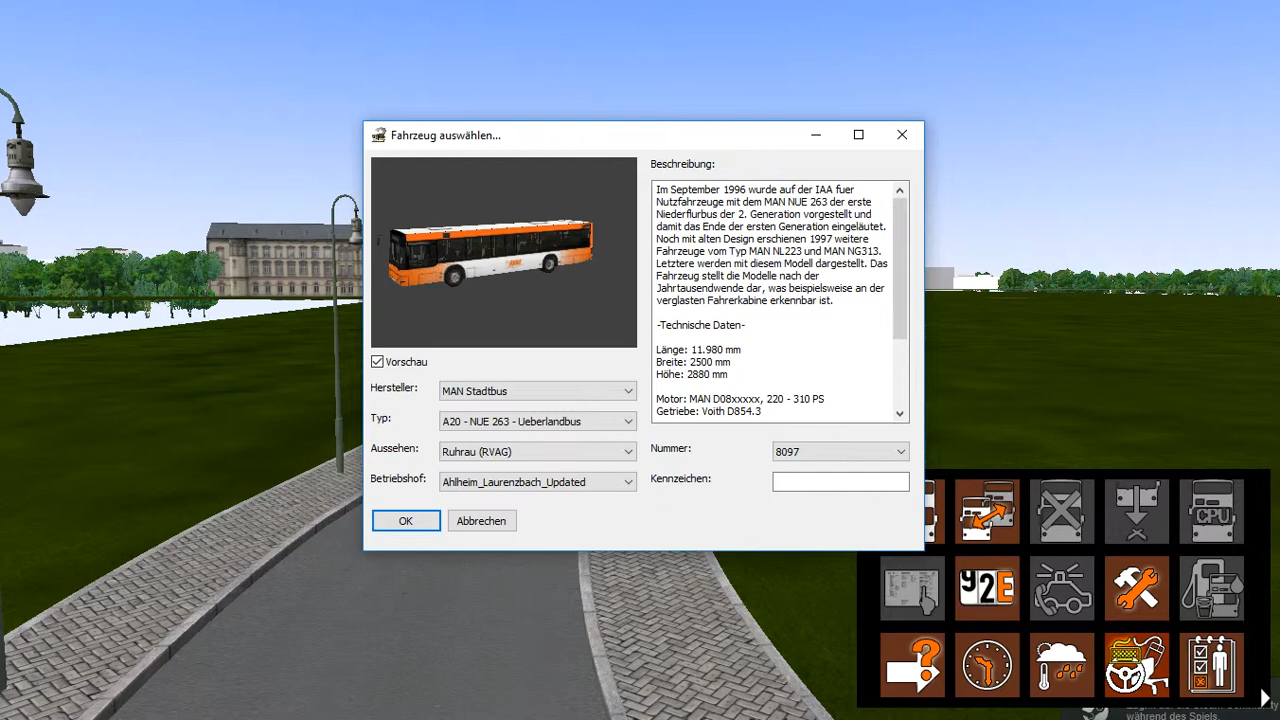 Fahrzeug auswählen...
Beschreibung:
Im September 1996 wurde auf der IAA fuer
Nutzfahrzeuge mit dem MAN NUE 263 der erste
Niederflurbus der 2. Generation vorgestellt und
damit das Ende der ersten Generation eingeläutet.
Noch mit alten Design erschienen 1997 weitere
Fahrzeuge vom Typ MAN NL223 und MAN NG313.
Letztere werden mit diesem Modell dargestellt. Das
Fahrzeug stellt die Modelle nach der
Jahrtausendwende dar, was beispielsweise an der
verglasten Fahrerkabine erkennbar ist.
-Technische Daten-
Länge: 11.980 mm
Breite: 2500 mm
Höhe: 2880 mm
Motor: MAN D08xxxxx, 220 - 310 PS
Getriebe: Voith D854.3
Vorschau
Hersteller: MAN Stadtbus
Typ: A20 - NUE 263 - Ueberlandbus
Aussehen: Ruhrau (RVAG)
Nummer: 8097
Betriebshof: Ahlheim_Laurenzbach_Updated
Kennzeichen:
OK
Abbrechen
CPU
92E
?
während des Spiels.